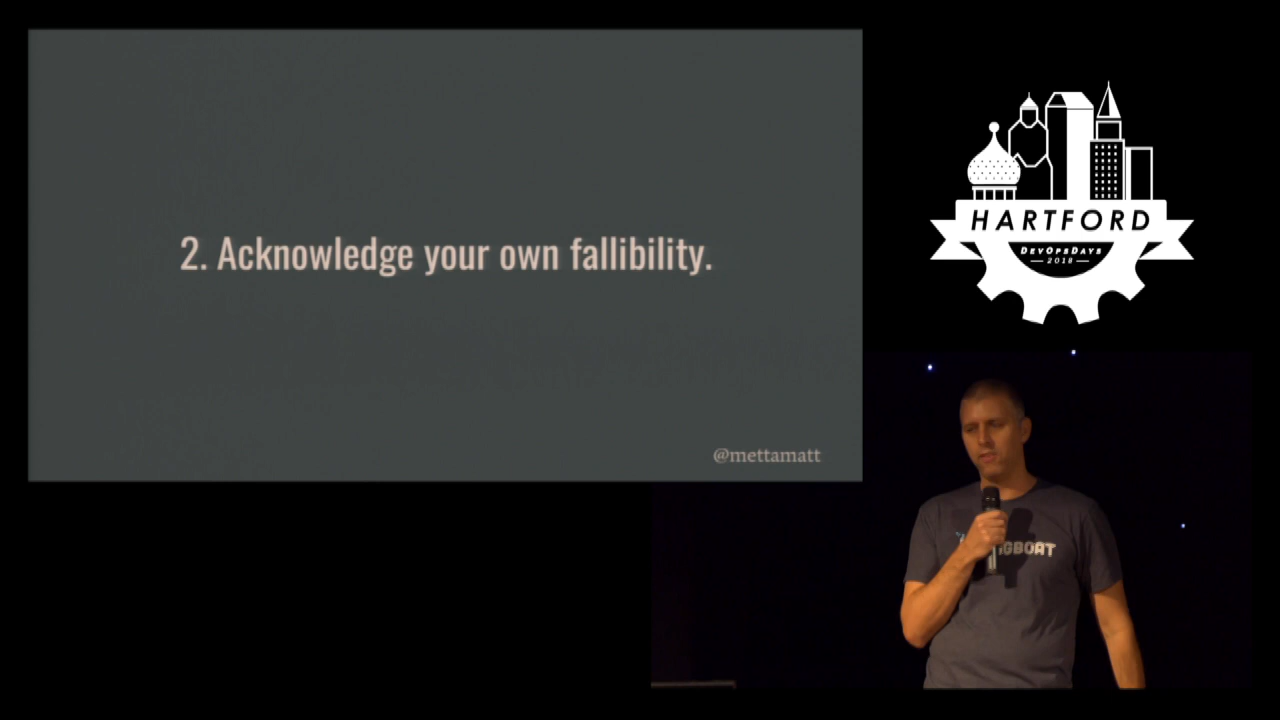 2. Acknowledge your own fallibility.
@mettamatt
HARTFORD
DEVOPSDAYS
2018